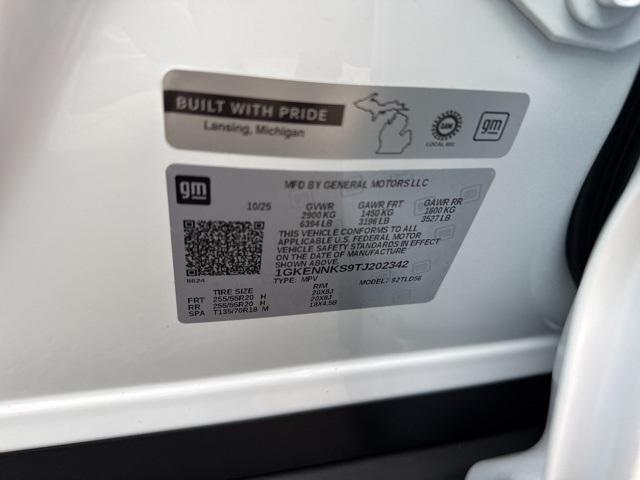 BUILT WITH PRIDE
Lansing, Michigan
UAW
gm
gm
MFD BY GENERAL MOTORS LLC
10/25 GVWR GAWR FRT GAWR RR
2900 KG 1450 KG 1600 KG
6394 LB 3196 LB 3527 LB
THIS VEHICLE CONFORMS TO ALL
APPLICABLE U.S. FEDERAL MOTOR
VEHICLE SAFETY STANDARDS IN EFFECT
ON THE DATE OF MANUFACTURE
SHOWN ABOVE.
1GKENNKS9TJ202342
TYPE: MPV MODEL: 92TLD56
TIRE SIZE RIM
FRT 255/55R20 H 20X8J
RR 255/55R20 H 20X8J
SPA T135/70R18 M 18X4.5B